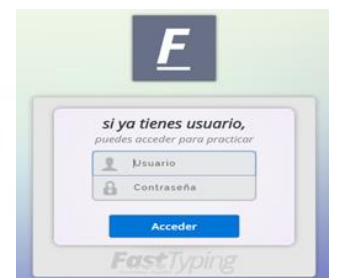 F
si ya tienes usuario,
puedes acceder para practicar
Usuario
Contraseña
Acceder
FastTyping